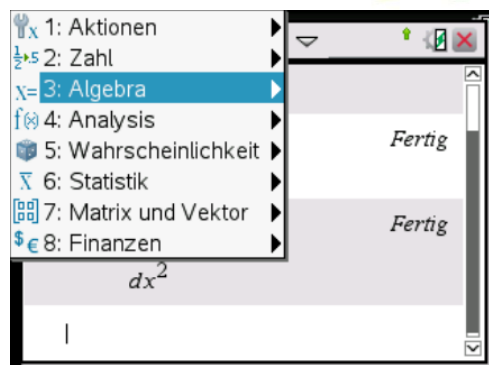 1: Aktionen
2: Zahl
3: Algebra
4: Analysis
5: Wahrscheinlichkeit
6: Statistik
7: Matrix und Vektor
8: Finanzen
Fertig
Fertig
dx²